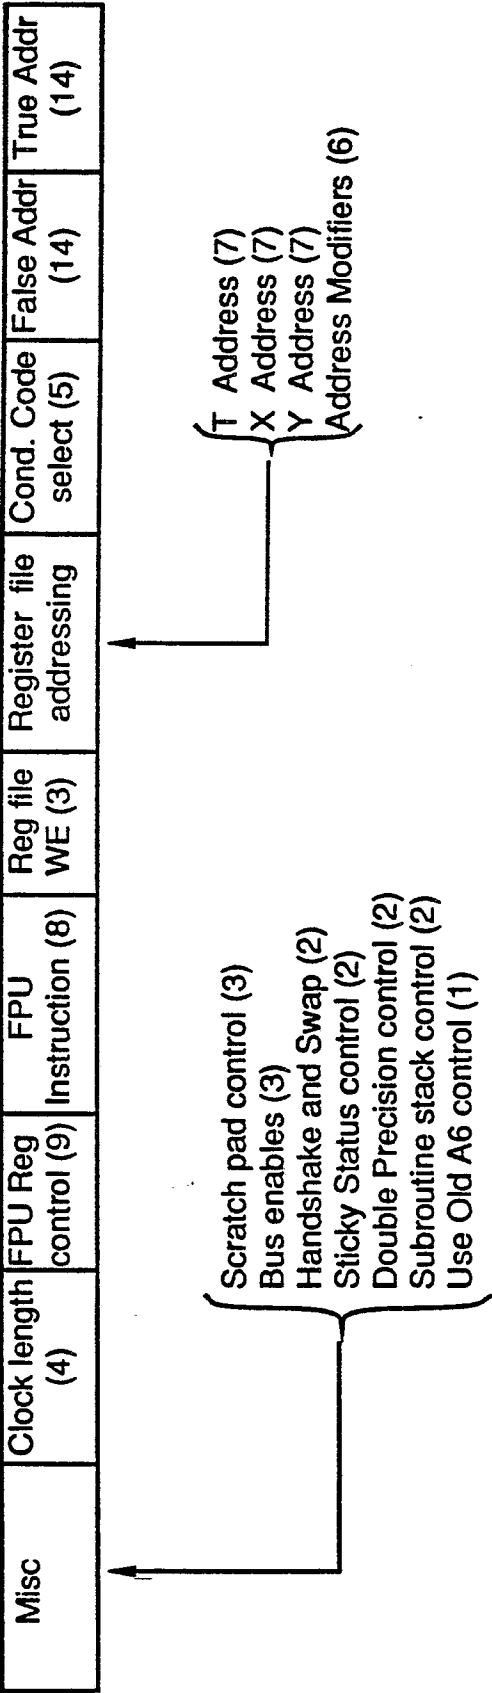 Misc
Clock length
(4)
FPU Reg
control (9)
FPU
Instruction (8)
Reg file
WE (3)
Register file
addressing
Cond. Code
select (5)
False Addr
(14)
True Addr
(14)
Scratch pad control (3)
Bus enables (3)
Handshake and Swap (2)
Sticky Status control (2)
Double Precision control (2)
Subroutine stack control (2)
Use Old A6 control (1)
T Address (7)
X Address (7)
Y Address (7)
Address Modifiers (6)